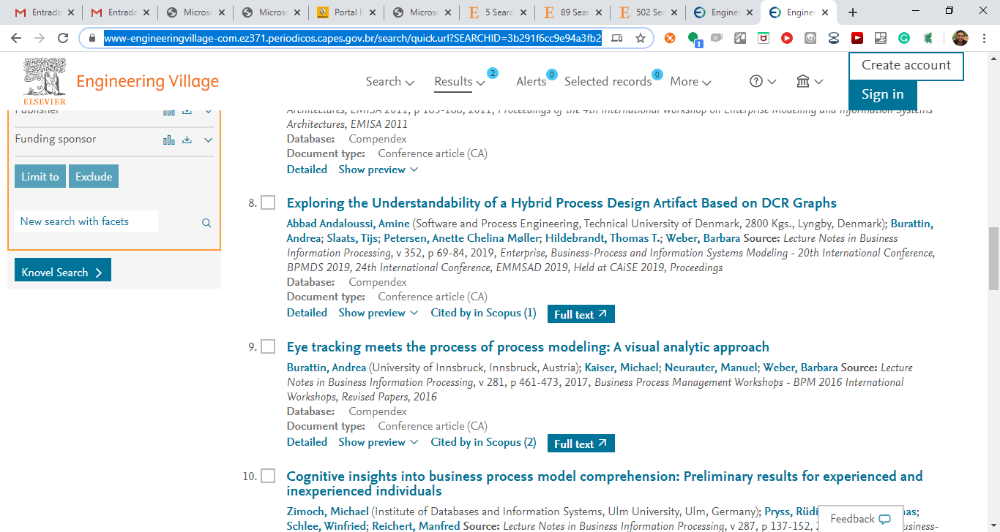 Entrada
Entrada
Microso
Microso
Portal F
Microso
5 Searc
89 Sear
502 Se
Enginee
Enginee
www-engineeringvillage-com.ez371.periodicos.capes.gov.br/search/quick.url?SEARCHID=3b291f6cc9e94a3fb2
1
ELSEVIER
Engineering Village
Search
Results 2
Alerts 0
Selected records 0
More
Create account
Sign in
Publisher
Funding sponsor
Limit to
Exclude
New search with facets
Knovel Search
Architectures, EMISA 2011, p 185-188, 2011, Proceedings of the 4th International Workshop on Enterprise Modeling and Information Systems
Architectures, EMISA 2011
Database: Compendex
Document type: Conference article (CA)
Detailed Show preview
8. Exploring the Understandability of a Hybrid Process Design Artifact Based on DCR Graphs
Abbad Andaloussi, Amine (Software and Process Engineering, Technical University of Denmark, 2800 Kgs., Lyngby, Denmark); Burattin,
Andrea; Slaats, Tijs; Petersen, Anette Chelina Møller; Hildebrandt, Thomas T.; Weber, Barbara Source: Lecture Notes in Business
Information Processing, v 352, p 69-84, 2019, Enterprise, Business-Process and Information Systems Modeling - 20th International Conference,
BPMDS 2019, 24th International Conference, EMMSAD 2019, Held at CAiSE 2019, Proceedings
Database: Compendex
Document type: Conference article (CA)
Detailed Show preview Cited by in Scopus (1) Full text
9. Eye tracking meets the process of process modeling: A visual analytic approach
Burattin, Andrea (University of Innsbruck, Innsbruck, Austria); Kaiser, Michael; Neurauter, Manuel; Weber, Barbara Source: Lecture
Notes in Business Information Processing, v 281, p 461-473, 2017, Business Process Management Workshops - BPM 2016 International
Workshops, Revised Papers, 2016
Database: Compendex
Document type: Conference article (CA)
Detailed Show preview Cited by in Scopus (2) Full text
10. Cognitive insights into business process model comprehension: Preliminary results for experienced and
inexperienced individuals
Zimoch, Michael (Institute of Databases and Information Systems, Ulm University, Ulm, Germany); Pryss, Rüdi as;
Schlee, Winfried; Reichert, Manfred Source: Lecture Notes in Business Information Processing, v 287, p 137-152, usiness-
Feedback